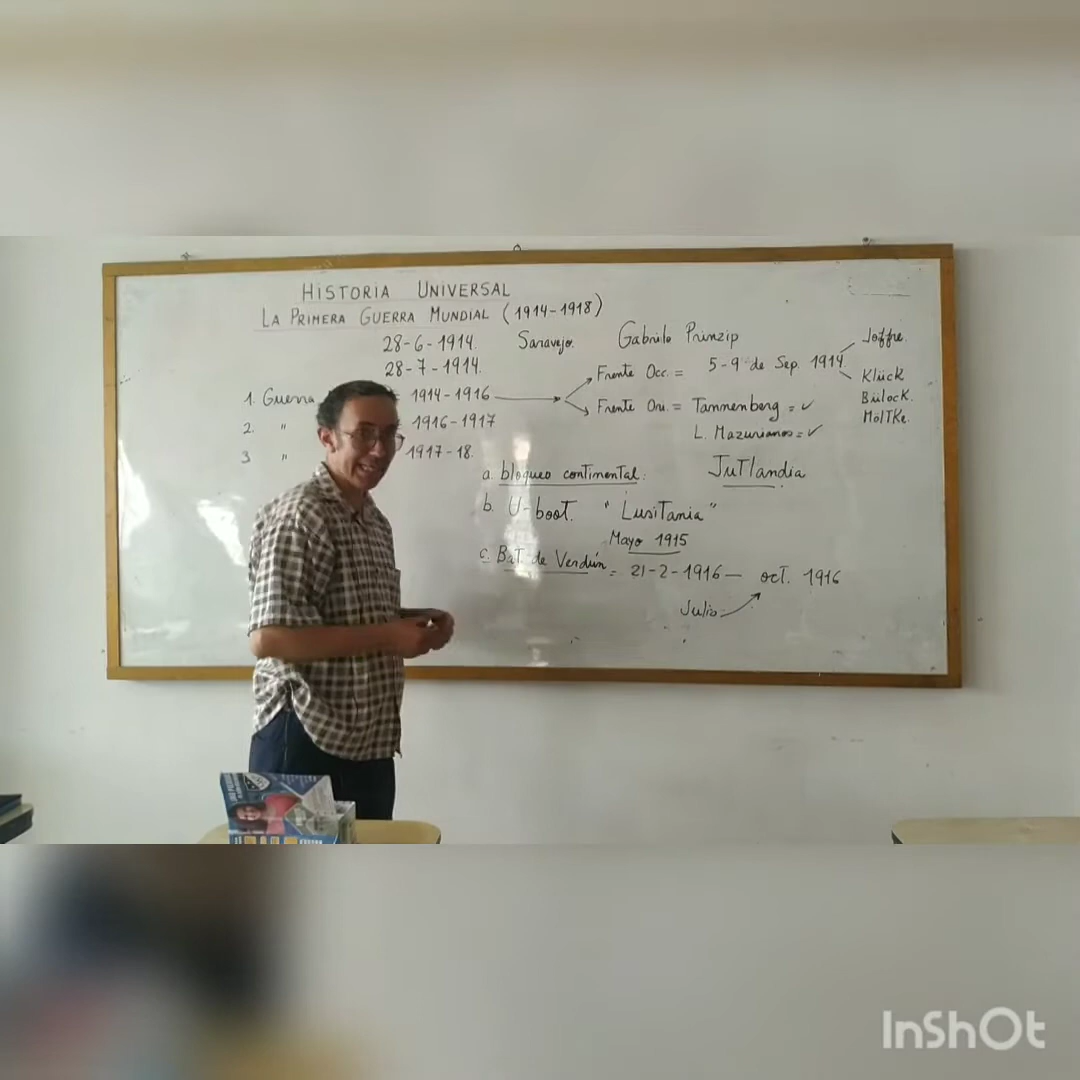 HISTORIA UNIVERSAL
LA PRIMERA GUERRA MUNDIAL (1914-1918)
28-6-1914. Saravejo. Gabrilo Prinzip
28-7-1914.
Joffre.
1. Guerra 1914-1916 Frente Occ. = 5-9 de Sep. 1914.
Klück
Bülock.
MolTKe.
Frente Ori. = Tannenberg = ✓
L. Mazurianos = ✓
2. " 1916-1917
3 " 1917-18.
a. bloqueo continental. JuTlandia
b. U-boot. "LusiTania"
Mayo 1915
c. BaT. de Verdún = 21-2-1916 — ocT. 1916
Julio
InShOt